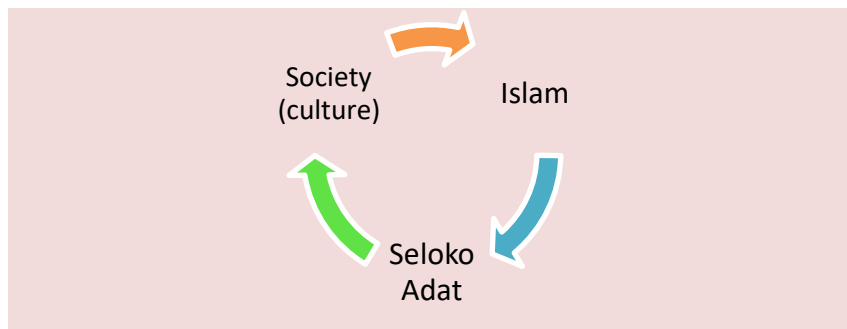 Society
(culture)
Islam
Seloko
Adat